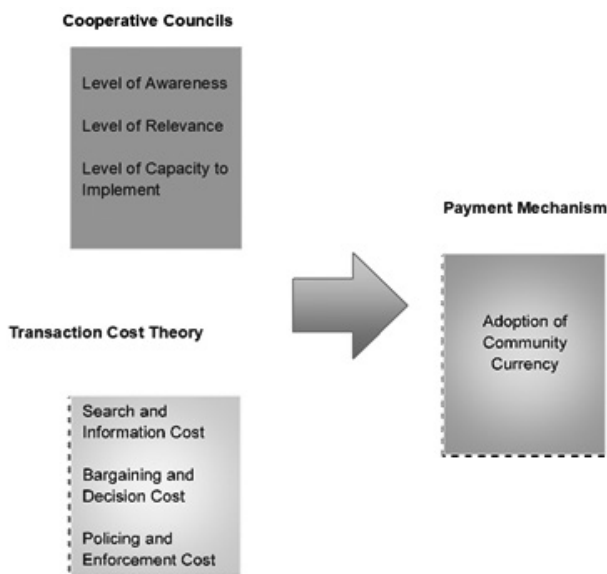 Cooperative Councils
Level of Awareness
Level of Relevance
Level of Capacity to
Implement
Payment Mechanism
Adoption of
Community
Currency
Transaction Cost Theory
Search and
Information Cost
Bargaining and
Decision Cost
Policing and
Enforcement Cost